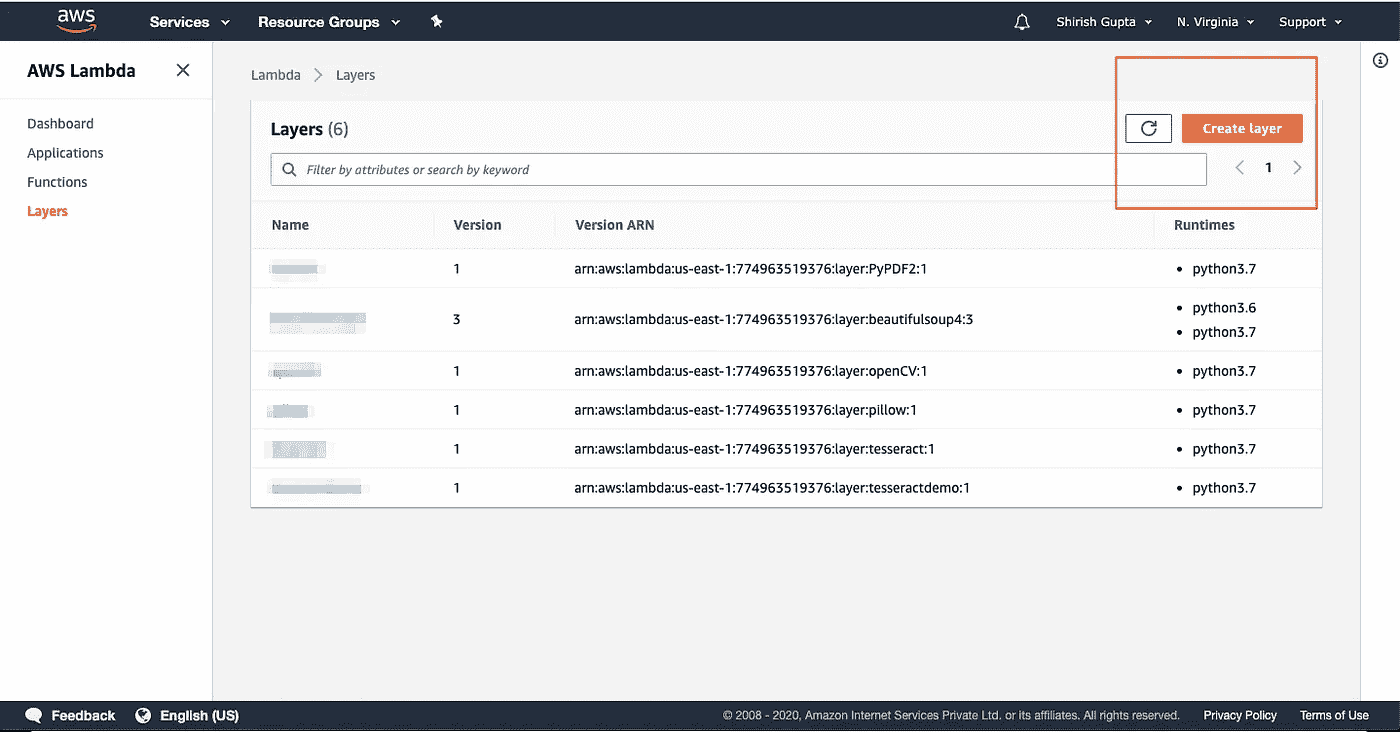 aws Services Resource Groups Shirish Gupta N. Virginia Support
AWS Lambda
Dashboard
Applications
Functions
Layers
Lambda > Layers
Layers (6)
Create layer
Filter by attributes or search by keyword
1
Name Version Version ARN Runtimes
1 arn:aws:lambda:us-east-1:774963519376:layer:PyPDF2:1 • python3.7
3 arn:aws:lambda:us-east-1:774963519376:layer:beautifulsoup4:3 • python3.6
• python3.7
1 arn:aws:lambda:us-east-1:774963519376:layer:openCV:1 • python3.7
1 arn:aws:lambda:us-east-1:774963519376:layer:pillow:1 • python3.7
1 arn:aws:lambda:us-east-1:774963519376:layer:tesseract:1 • python3.7
1 arn:aws:lambda:us-east-1:774963519376:layer:tesseractdemo:1 • python3.7
Feedback English (US) © 2008 - 2020, Amazon Internet Services Private Ltd. or its affiliates. All rights reserved. Privacy Policy Terms of Use